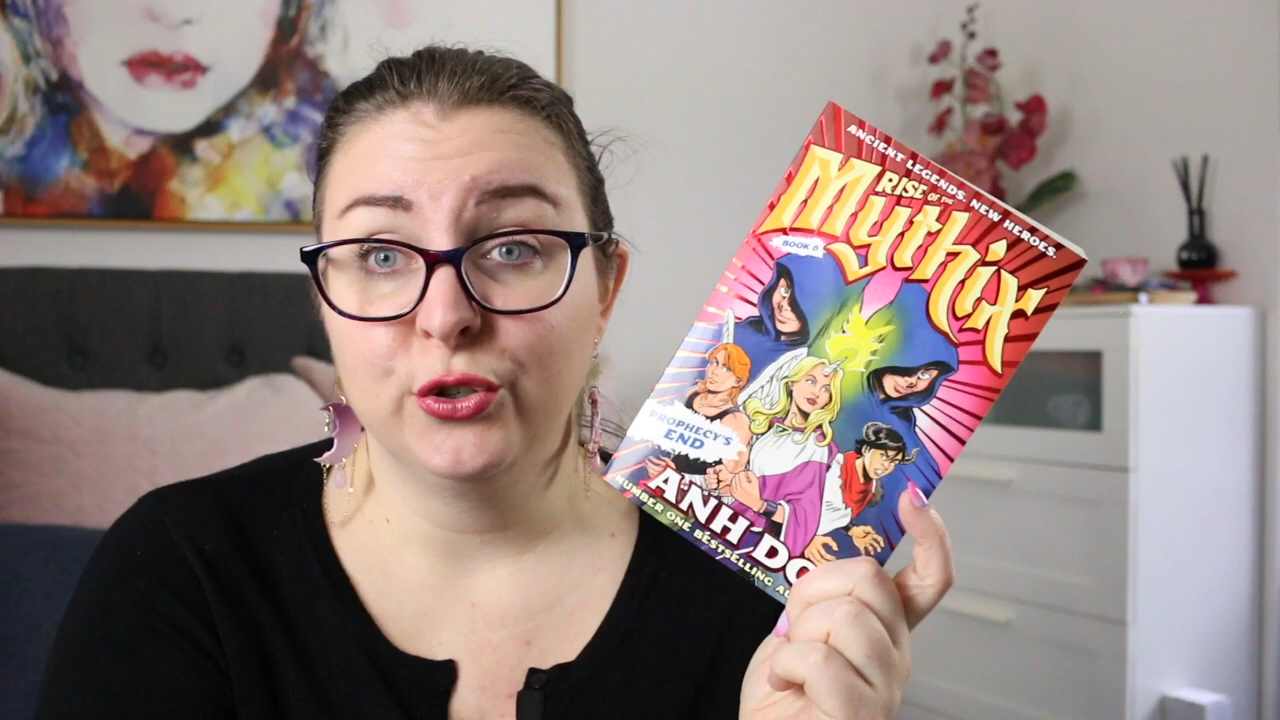 ANCIENT LEGENDS. NEW HEROES.
RISE OF THE
Mythix
BOOK 6
PROPHECY'S
END
ANH DO
NUMBER ONE BESTSELLING